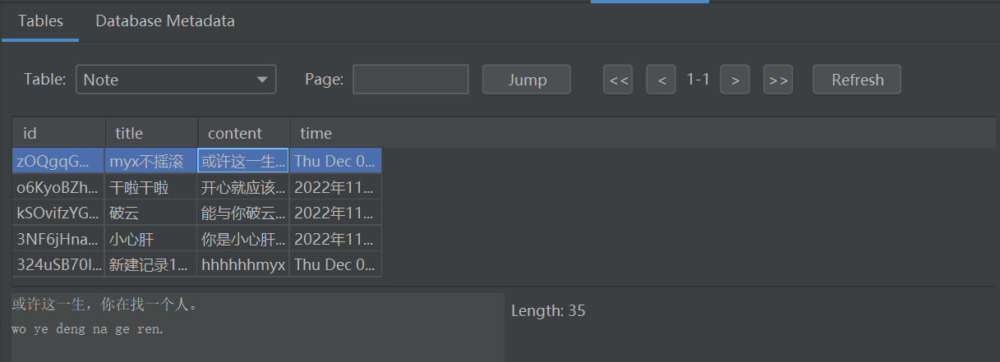 Tables Database Metadata
Table: Note Page: Jump << < 1-1 > >> Refresh
id title content time
zOQgqG... myx不摇滚 或许这一生... Thu Dec 0...
o6KyoBZh... 干啦干啦 开心就应该... 2022年11...
kSOvifzYG... 破云 能与你破云... 2022年11...
3NF6jHna... 小心肝 你是小心肝... 2022年11...
324uSB70I... 新建记录1... hhhhhhmyx Thu Dec 0...
或许这一生，你在找一个人。 Length: 35
wo ye deng na ge ren.